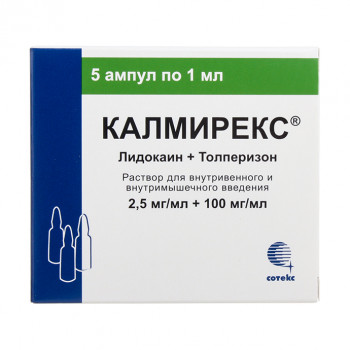 5 ампул по 1 мл
КАЛМИРЕКС®
Лидокаин + Толперизон
Раствор для внутривенного и
внутримышечного введения
2,5 мг/мл + 100 мг/мл
сотекс